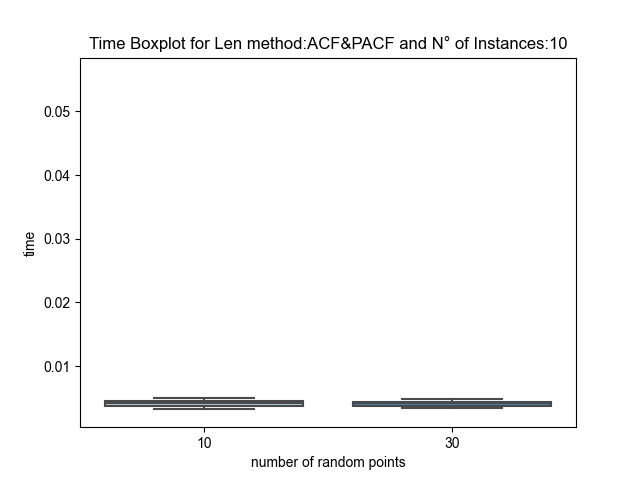 Time Boxplot for Len method:ACF&PACF and N° of Instances:10
0.05
0.04
0.03
0.02
0.01
time
10
30
number of random points